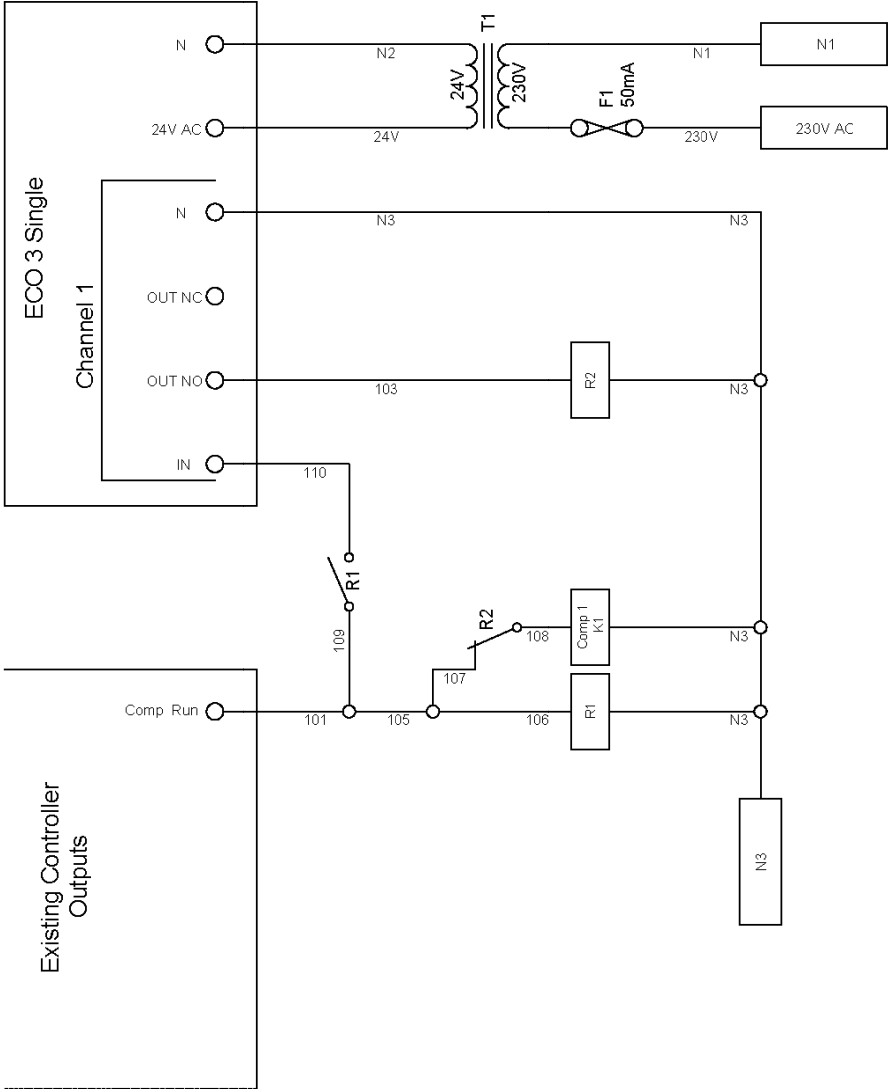 T1
N
N2
24V
230V
N1
N1
F1
50mA
24V AC
24V
230V
230V AC
ECO 3 Single
Channel 1
N
N3
N3
OUT NC
OUT NO
103
R2
N3
IN
110
R1
109
R2
107
108
Comp 1
K1
N3
Comp Run
101
105
106
R1
N3
Existing Controller
Outputs
N3